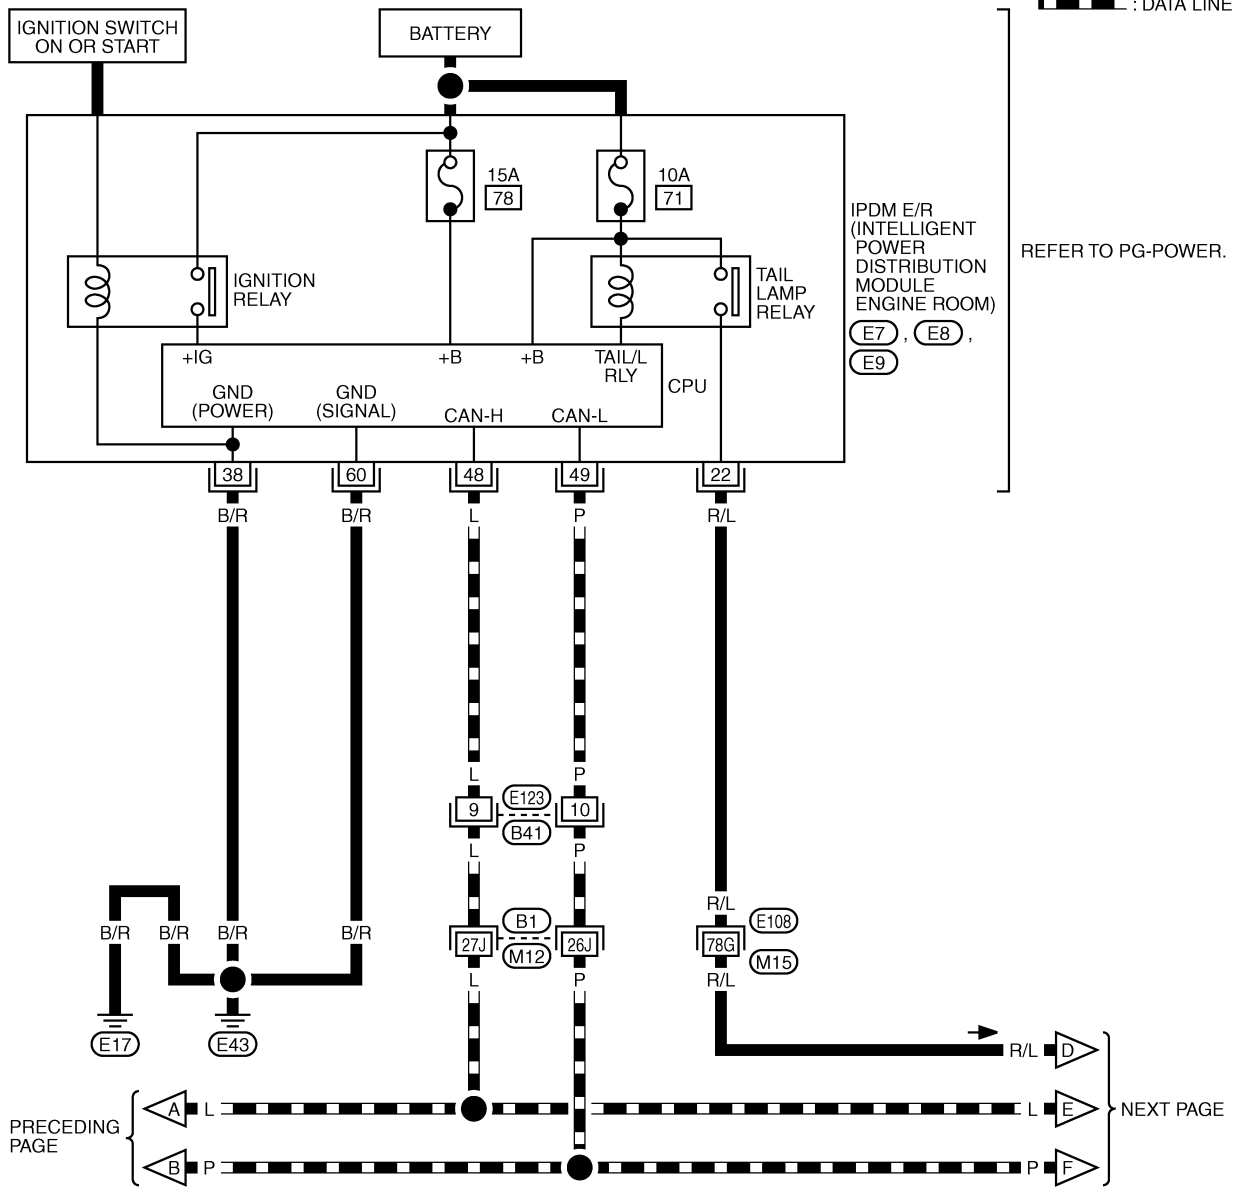 : DATA LINE
IGNITION SWITCH
ON OR START
BATTERY
15A
78
10A
71
IPDM E/R
(INTELLIGENT
POWER
DISTRIBUTION
MODULE
ENGINE ROOM)
E7 , E8 ,
E9
REFER TO PG-POWER.
IGNITION
RELAY
TAIL
LAMP
RELAY
+IG
+B
+B
TAIL/L
RLY
CPU
GND
(POWER)
GND
(SIGNAL)
CAN-H
CAN-L
38
60
48
49
22
B/R
B/R
L
P
R/L
L
P
9
E123
10
B41
L
P
R/L
B1
E108
B/R
B/R
B/R
B/R
27J
26J
78G
M12
M15
L
P
R/L
E17
E43
R/L
D
PRECEDING
PAGE
A
L
L
E
NEXT PAGE
B
P
P
F